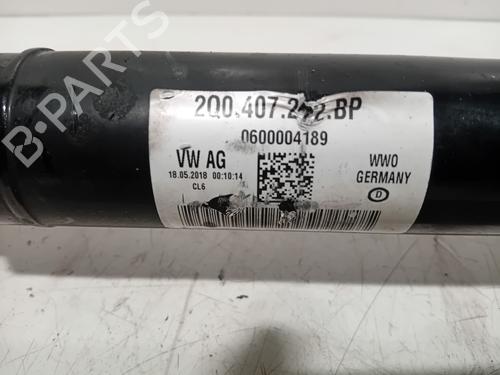 2Q0.407.2 2.BP
0600004189
VW AG
18.05.2018 00:10:14
CL6
WWO
GERMANY
D
B-PARTS